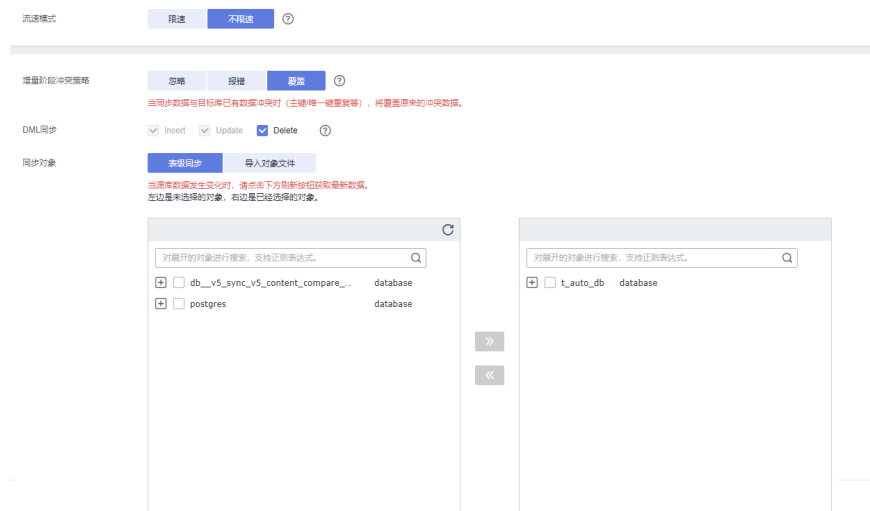 流速模式 限速 不限速 ?
增量阶段冲突策略 忽略 报错 覆盖 ?
当同步数据与目标库已有数据冲突时（主键/唯一键重复等），将覆盖原来的冲突数据。
DML同步 Insert Update Delete ?
同步对象 表级同步 导入对象文件
当源库数据发生变化时，请点击下方刷新按钮获取最新数据。
左边是未选择的对象，右边是已经选择的对象。
对展开的对象进行搜索，支持正则表达式。 对展开的对象进行搜索，支持正则表达式。
db__v5_sync_v5_content_compare_... database t_auto_db database
postgres database